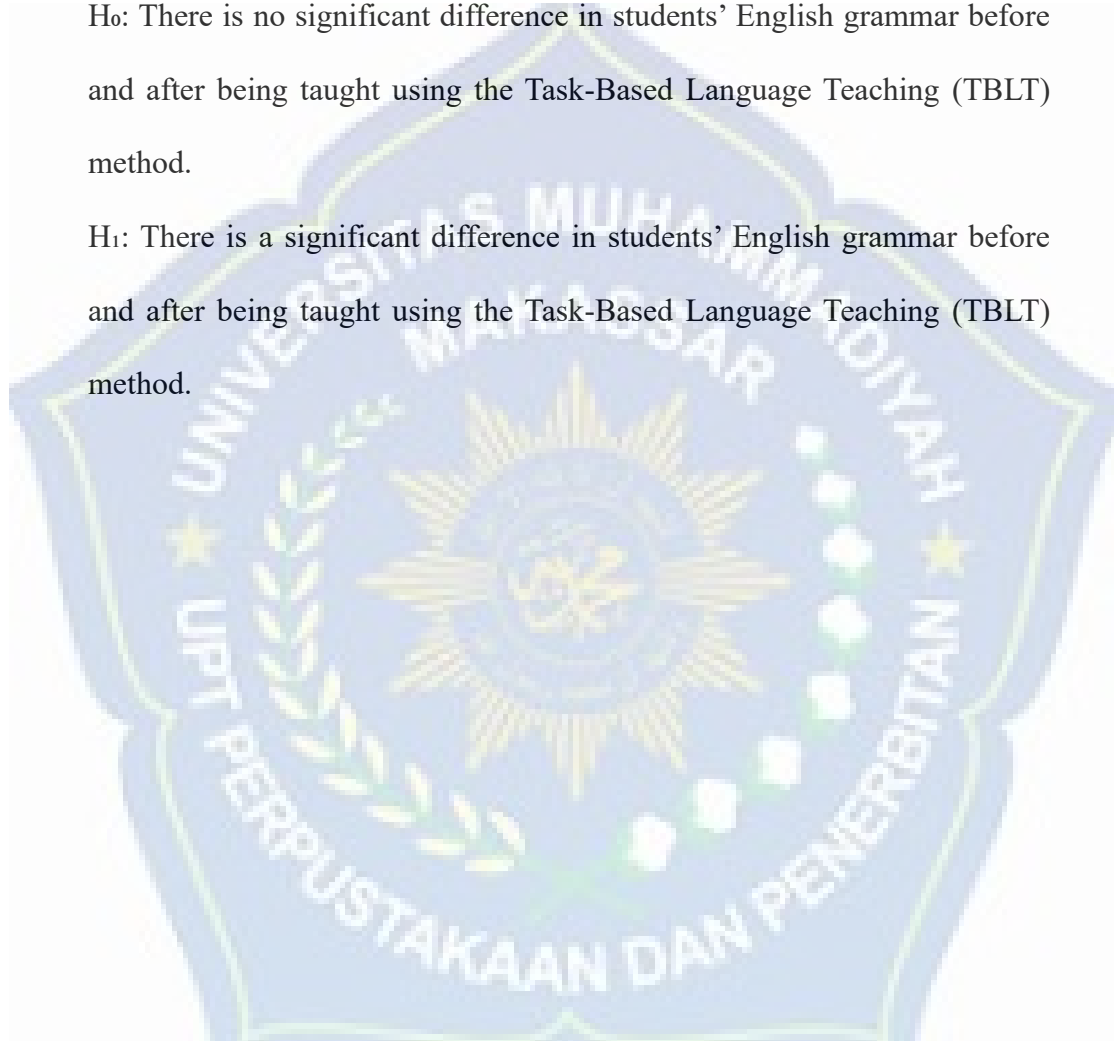 H₀: There is no significant difference in students’ English grammar before
and after being taught using the Task-Based Language Teaching (TBLT)
method.
H₁: There is a significant difference in students’ English grammar before
and after being taught using the Task-Based Language Teaching (TBLT)
method.
UNIVERSITAS MUHAMMADIYAH
MAKASSAR
UPT PERPUSTAKAAN DAN PENERBITAN